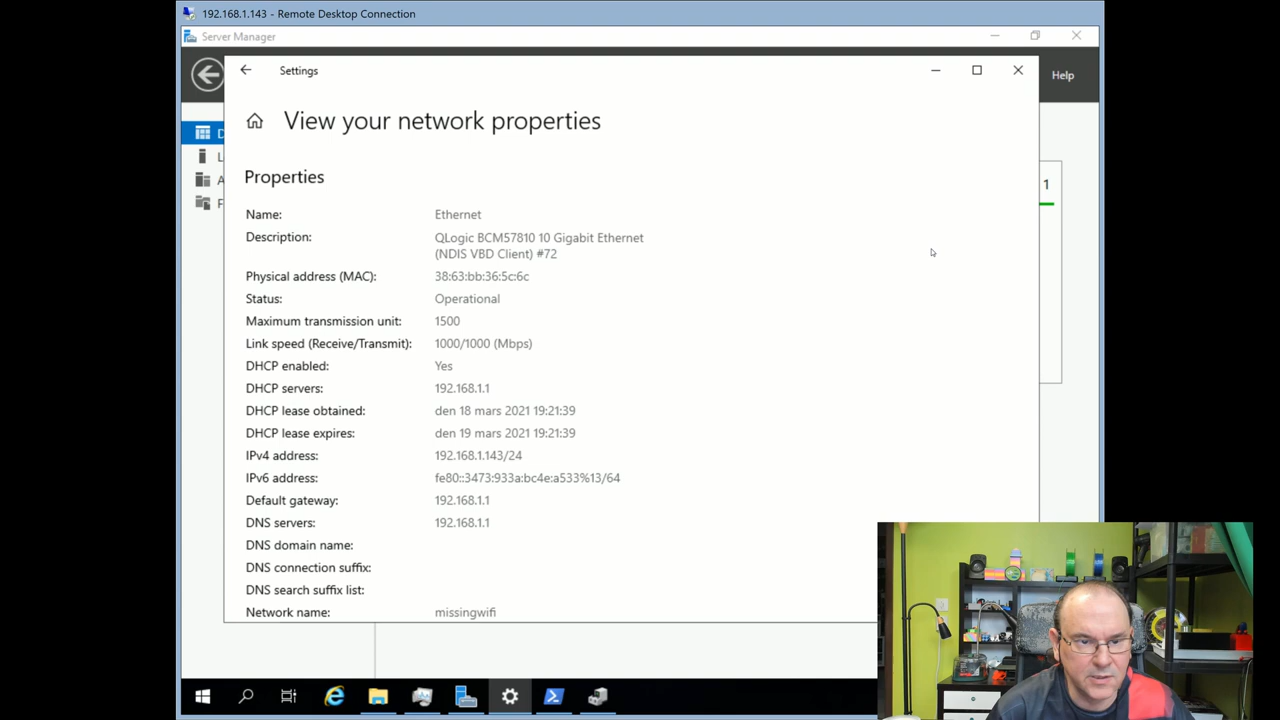 192.168.1.143 - Remote Desktop Connection
Server Manager
Settings
Help
View your network properties
Properties
1
Name: Ethernet
Description: QLogic BCM57810 10 Gigabit Ethernet
(NDIS VBD Client) #72
Physical address (MAC): 38:63:bb:36:5c:6c
Status: Operational
Maximum transmission unit: 1500
Link speed (Receive/Transmit): 1000/1000 (Mbps)
DHCP enabled: Yes
DHCP servers: 192.168.1.1
DHCP lease obtained: den 18 mars 2021 19:21:39
DHCP lease expires: den 19 mars 2021 19:21:39
IPv4 address: 192.168.1.143/24
IPv6 address: fe80::3473:933a:bc4e:a533%13/64
Default gateway: 192.168.1.1
DNS servers: 192.168.1.1
DNS domain name:
DNS connection suffix:
DNS search suffix list:
Network name: missingwifi